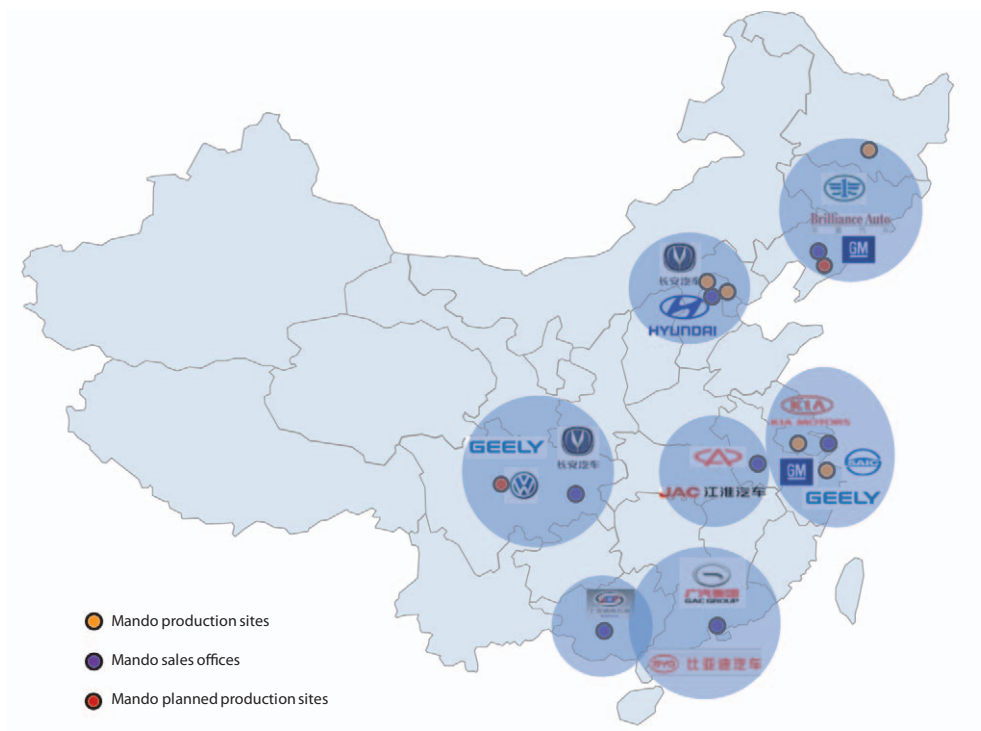 Brilliance Auto
GM
长安汽车
HYUNDAI
KIA
KIA MOTORS
GM
SAIC
GEELY
GEELY
长安汽车
JAC 江淮汽车
广汽集团
GAC GROUP
BYD 比亚迪汽车
Mando production sites
Mando sales offices
Mando planned production sites